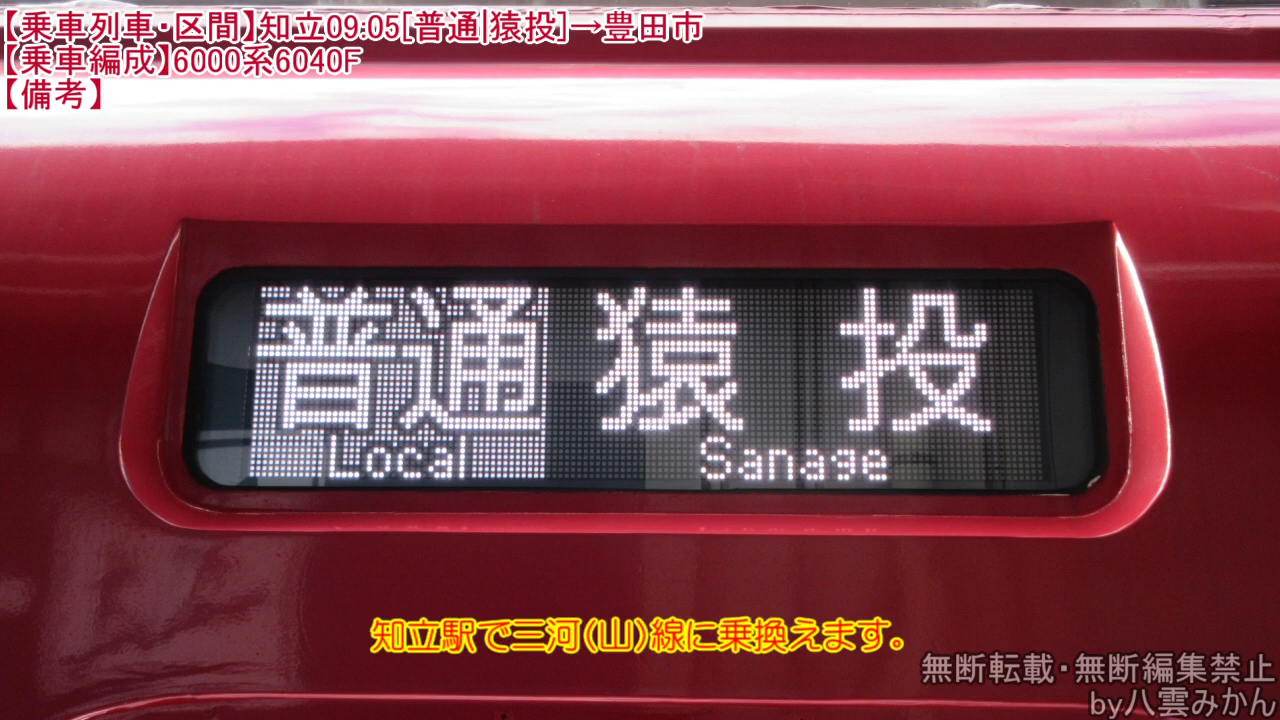 【乗車列車・区間】知立09:05[普通|猿投]→豊田市
【乗車編成】6000系6040F
【備考】
普通 猿投
Local Sanage
知立駅で三河(山)線に乗換えます。
無断転載・無断編集禁止
by八雲みかん